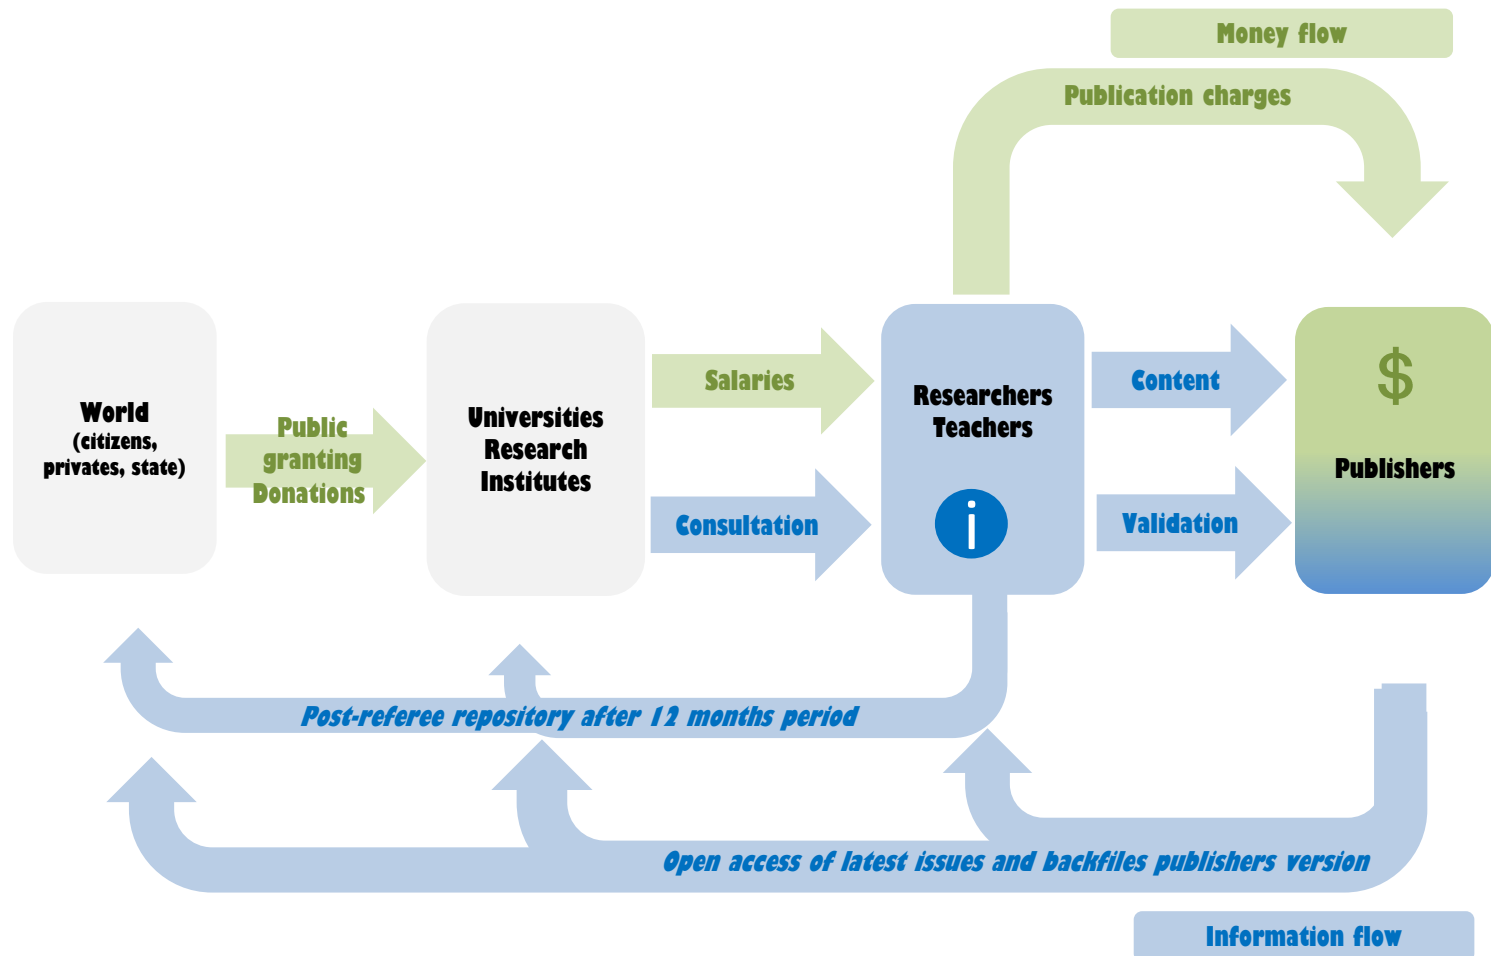 Money flow
Publication charges
World
(citizens,
privates, state)
Public
granting
Donations
Universities
Research
Institutes
Salaries
Consultation
Researchers
Teachers
i
Content
Validation
$
Publishers
Post-referee repository after 12 months period
Open access of latest issues and backfiles publishers version
Information flow